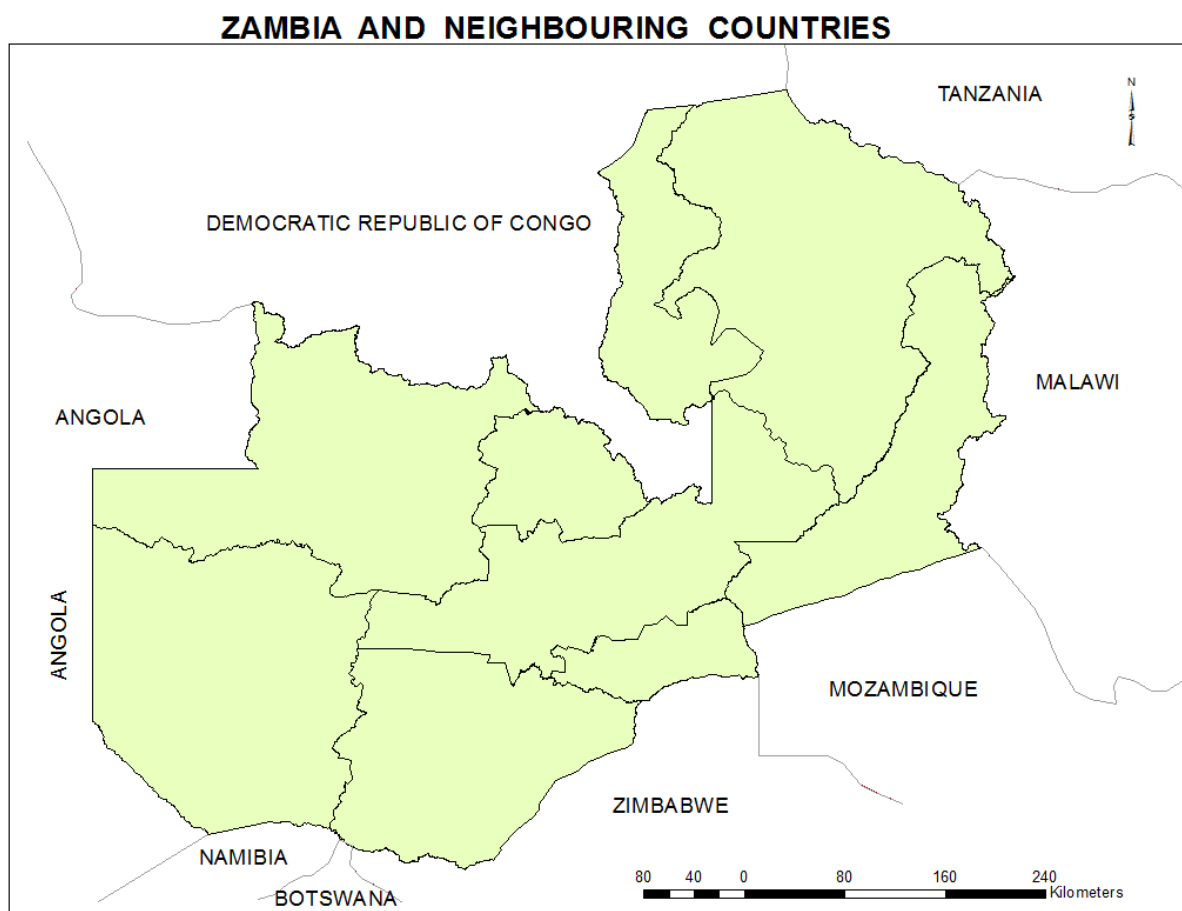 ZAMBIA AND NEIGHBOURING COUNTRIES
TANZANIA
N
DEMOCRATIC REPUBLIC OF CONGO
MALAWI
ANGOLA
ANGOLA
MOZAMBIQUE
ZIMBABWE
NAMIBIA
BOTSWANA
80 40 0 80 160 240
Kilometers